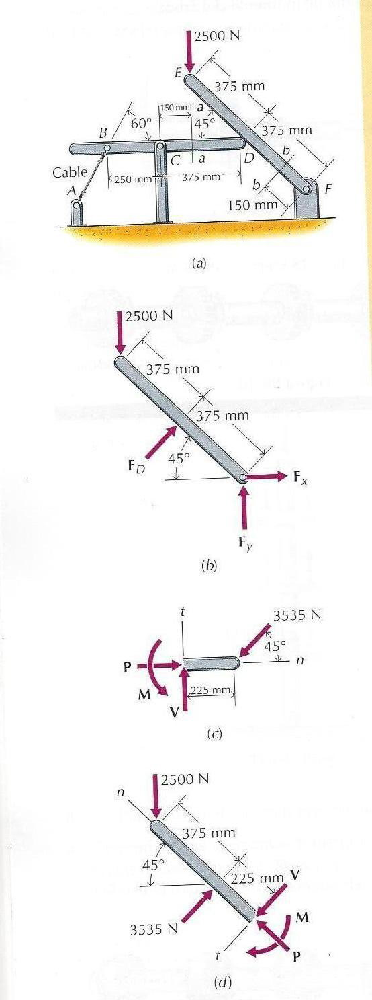 2500 N
E
375 mm
150 mm a
60° 45°
375 mm
B
b
C a D
Cable
250 mm 375 mm
A b F
150 mm
(a)
2500 N
375 mm
375 mm
F_D 45°
F_x
F_y
(b)
t
3535 N
45°
P n
M 225 mm
V
(c)
2500 N
n
375 mm
45°
225 mm V
M
3535 N
P
t
(d)